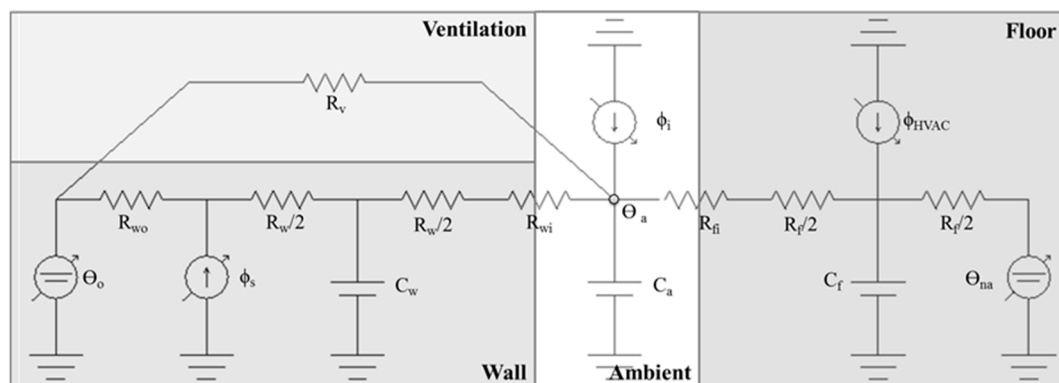 Ventilation
Floor
R_v
ϕ_i
ϕ_HVAC
R_wo
R_w/2
R_w/2
R_wi
Θ_a
R_fi
R_f/2
R_f/2
Θ_o
ϕ_s
C_w
C_a
C_f
Θ_na
Wall
Ambient